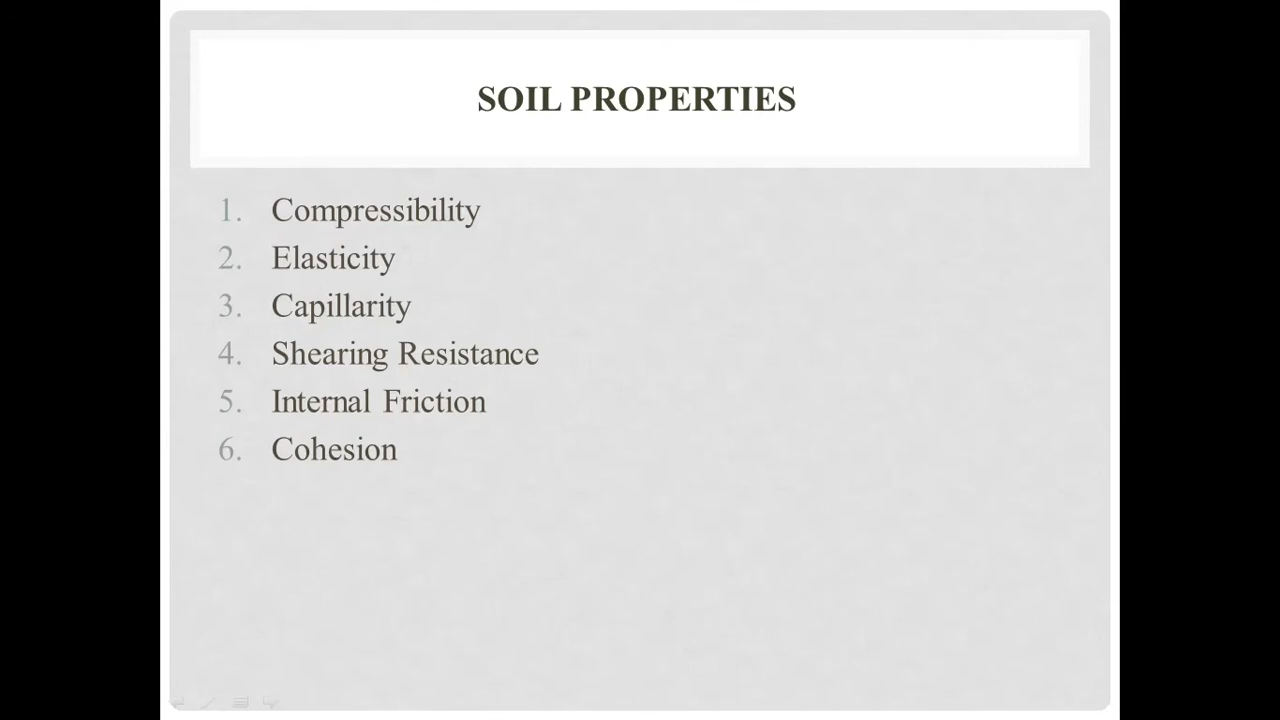 SOIL PROPERTIES
1. Compressibility
2. Elasticity
3. Capillarity
4. Shearing Resistance
5. Internal Friction
6. Cohesion